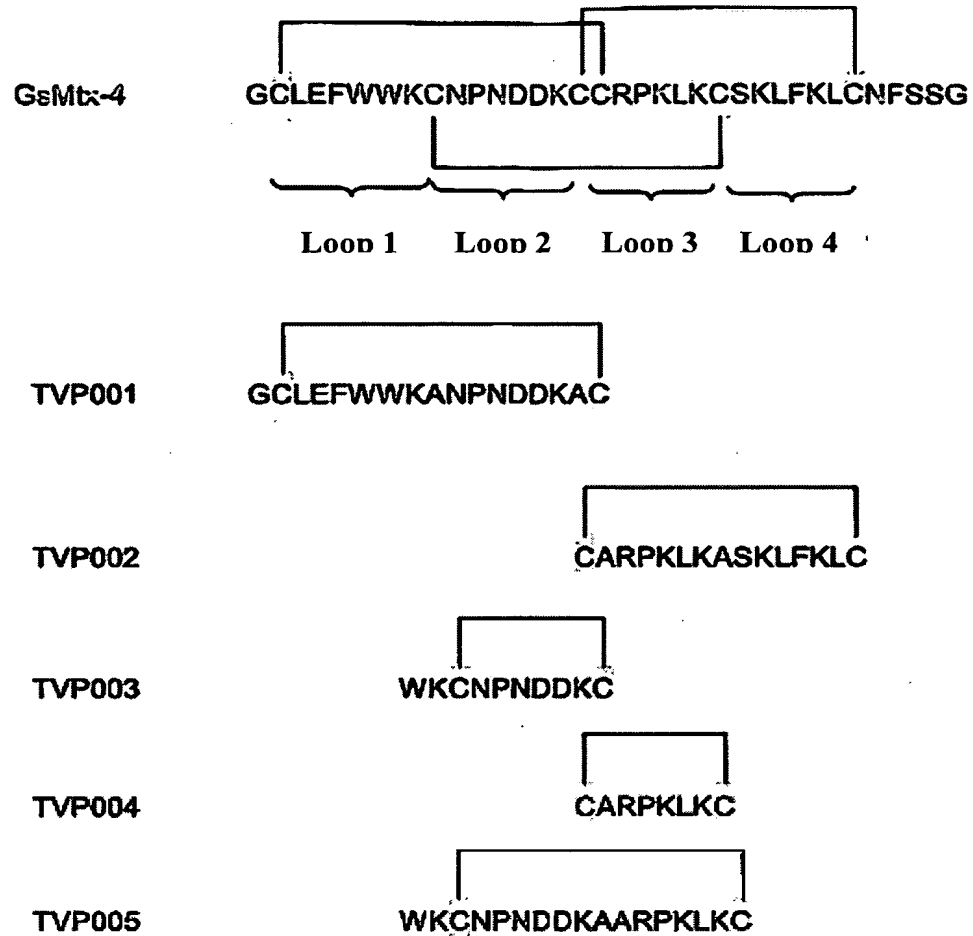 GsMtx-4 GCLEFWWKCNPNDDKCCRPKLKCSKLFKLCNFSSG
Loop 1 Loop 2 Loop 3 Loop 4
TVP001 GCLEFWWKANPNDDKAC
TVP002 CARPKLKASKLFKLC
TVP003 WKCNPNDDKC
TVP004 CARPKLKC
TVP005 WKCNPNDDKAARPKLKC